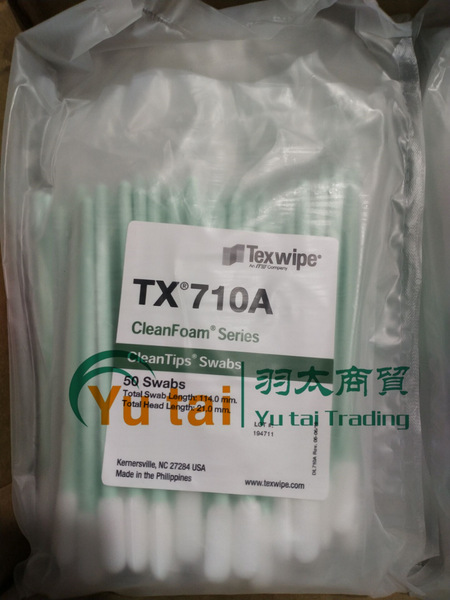 Texwipe®
An ITW Company
TX®710A
CleanFoam® Series
CleanTips® Swabs
50 Swabs
Total Swab Length: 114.0 mm.
Total Head Length: 21.0 mm.
LOT #:
194711
Yu tai
羽太商貿
Yu tai Trading
Kernersville, NC 27284 USA
Made in the Philippines
www.texwipe.com